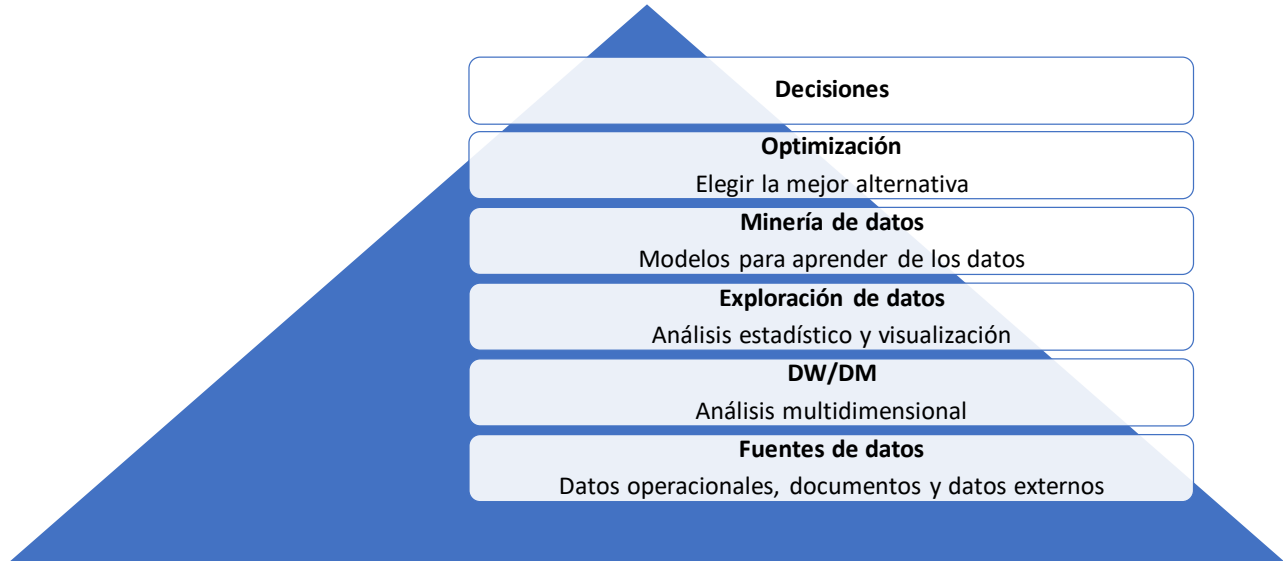 Decisiones
Optimización
Elegir la mejor alternativa
Minería de datos
Modelos para aprender de los datos
Exploración de datos
Análisis estadístico y visualización
DW/DM
Análisis multidimensional
Fuentes de datos
Datos operacionales, documentos y datos externos